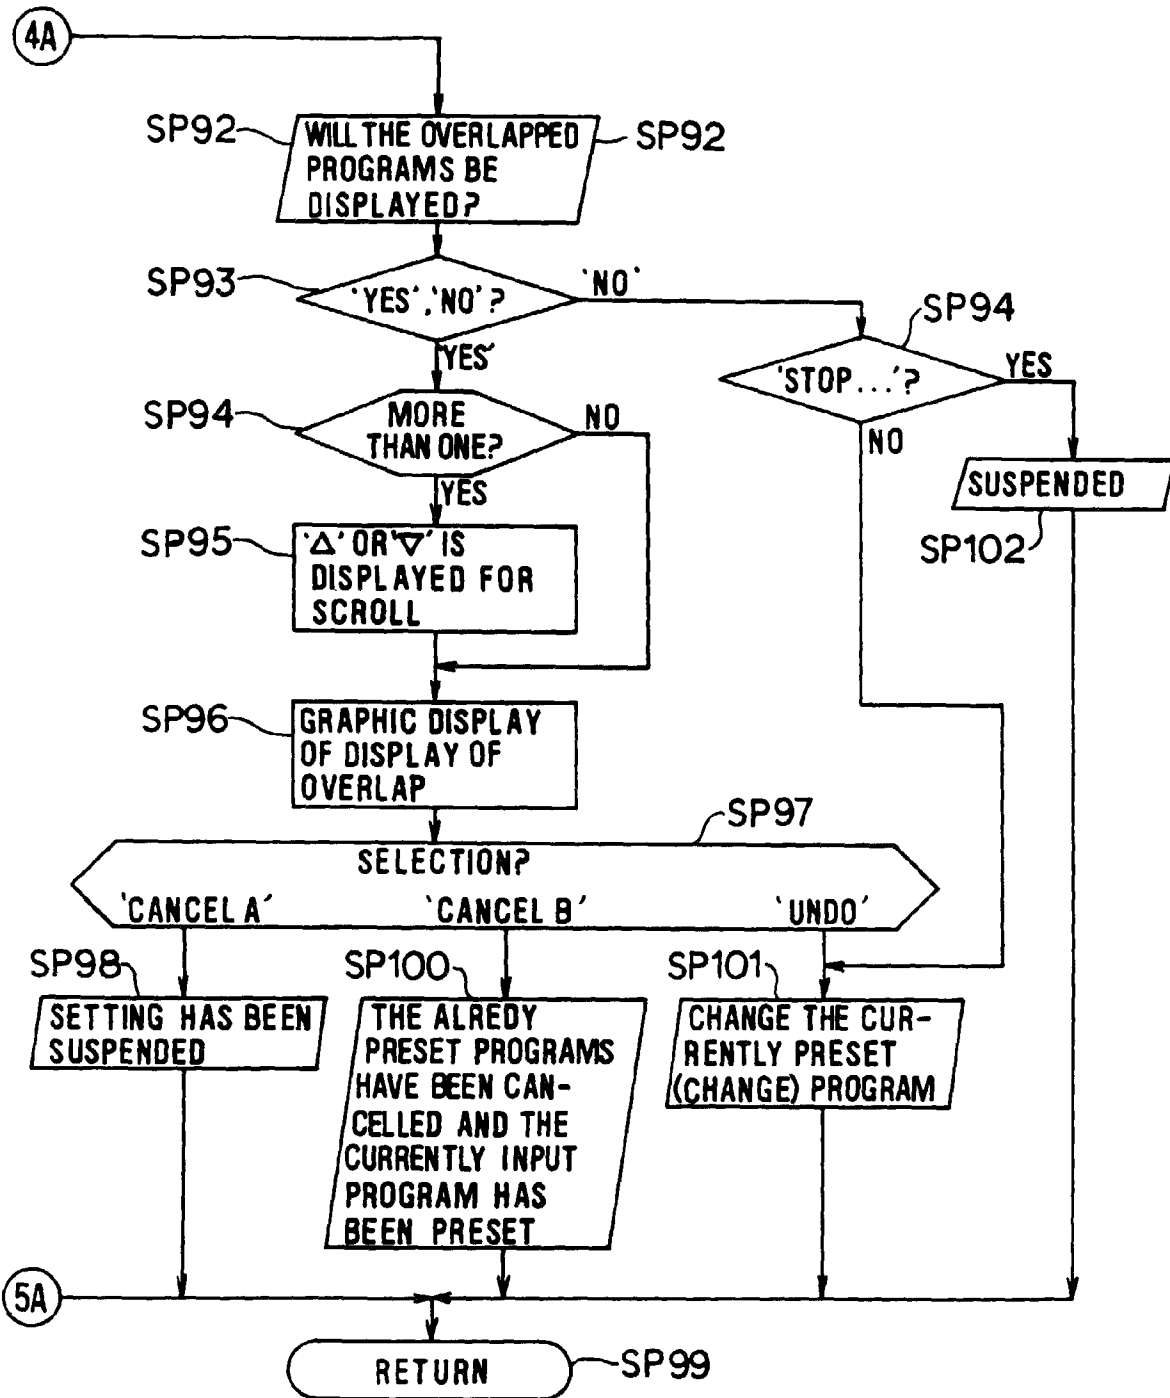 4A
SP92
WILL THE OVERLAPPED
PROGRAMS BE
DISPLAYED?
SP92
SP93
'YES','NO'?
'NO'
'YES'
SP94
'STOP...'?
YES
NO
SP94
MORE
THAN ONE?
NO
YES
SUSPENDED
SP102
SP95
'△' OR '▽' IS
DISPLAYED FOR
SCROLL
SP96
GRAPHIC DISPLAY
OF DISPLAY OF
OVERLAP
SP97
SELECTION?
'CANCEL A' 'CANCEL B' 'UNDO'
SP98
SETTING HAS BEEN
SUSPENDED
SP100
THE ALREDY
PRESET PROGRAMS
HAVE BEEN CAN-
CELLED AND THE
CURRENTLY INPUT
PROGRAM HAS
BEEN PRESET
SP101
CHANGE THE CUR-
RENTLY PRESET
(CHANGE) PROGRAM
5A
RETURN
SP99